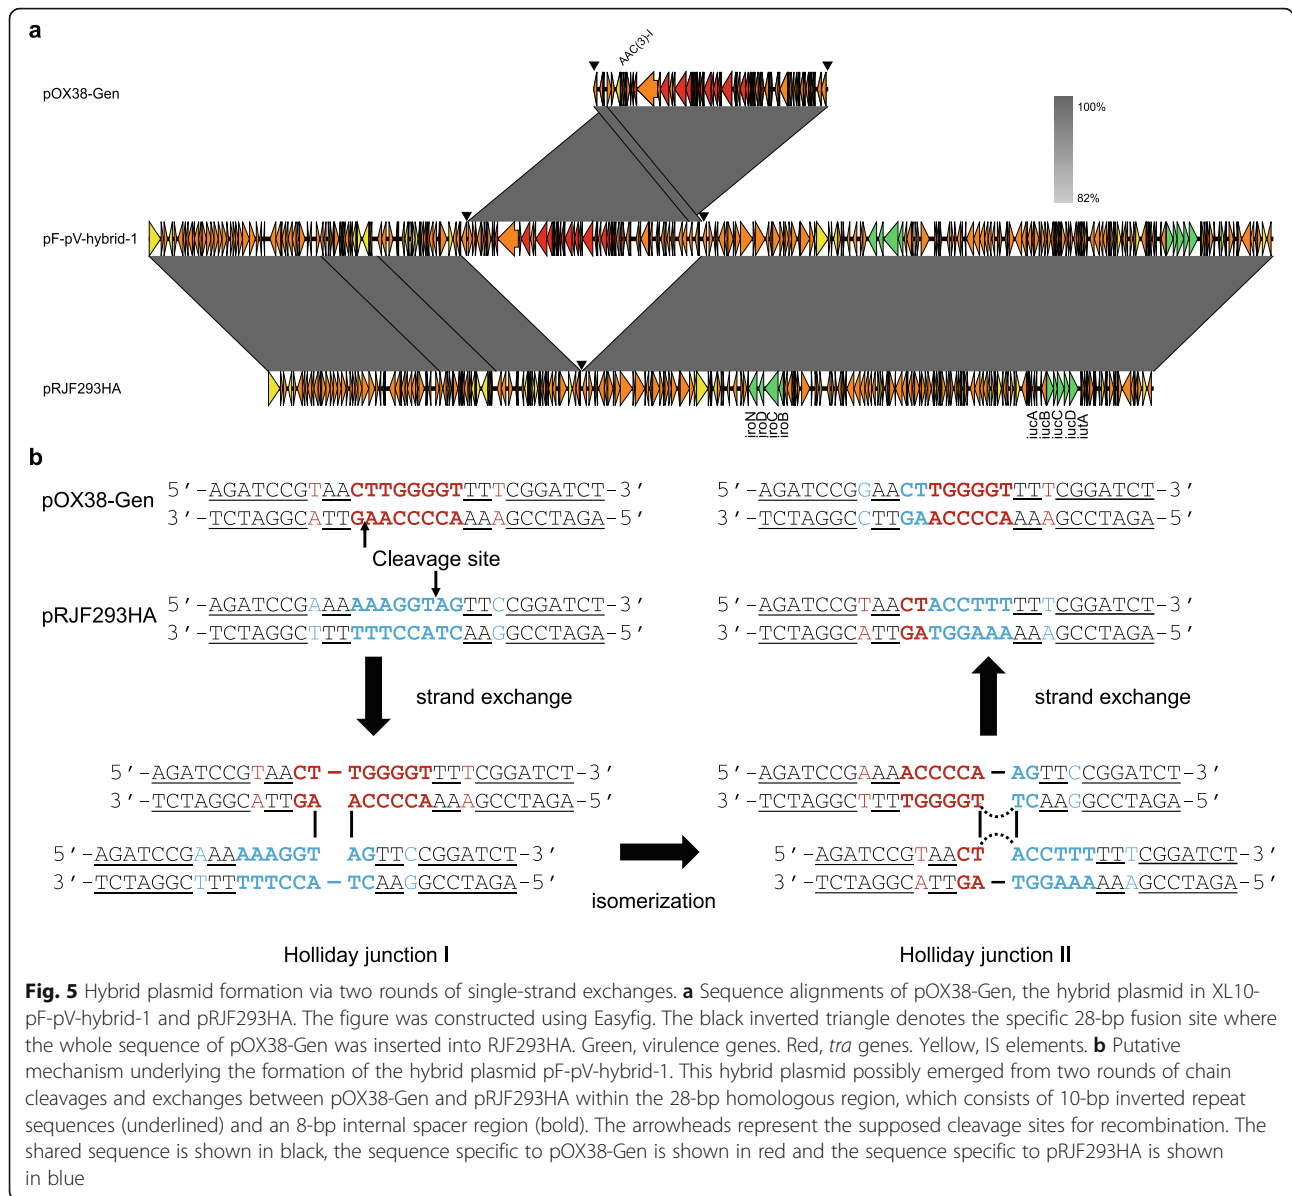 a
AAC(3)-I
pOX38-Gen
100%
82%
pF-pV-hybrid-1
pRJF293HA
iroN
iroD
iroC
iroB
iucA
iucB
iucC
iucD
iutA
b
pOX38-Gen
5′-AGATCCGTAACTTGGGGTTTTCGGATCT-3′
3′-TCTAGGCATTGAACCCCAAAAGCCTAGA-5′
Cleavage site
pRJF293HA
5′-AGATCCGAAAAAAGGTAGTTCCGGATCT-3′
3′-TCTAGGCTTTTTTCCATCAAGGCCTAGA-5′
strand exchange
5′-AGATCCGTAACT–TGGGGTTTTCGGATCT-3′
3′-TCTAGGCATTGA ACCCCAAAAGCCTAGA-5′
5′-AGATCCGAAAAAAGGT AGTTCCGGATCT-3′
3′-TCTAGGCTTTTTTCCA–TCAAGGCCTAGA-5′
Holliday junction I
isomerization
5′-AGATCCGGAACTTGGGGTTTTCGGATCT-3′
3′-TCTAGGCCTTGAACCCCAAAAGCCTAGA-5′
5′-AGATCCGTAACTACCTTTTTTCGGATCT-3′
3′-TCTAGGCATTGATGGAAAAAAGCCTAGA-5′
strand exchange
5′-AGATCCGAAAACCCCA–AGTTCCGGATCT-3′
3′-TCTAGGCTTTTGGGGT TCAAGGCCTAGA-5′
5′-AGATCCGTAACT ACCTTTTTTCGGATCT-3′
3′-TCTAGGCATTGA–TGGAAAAAAGCCTAGA-5′
Holliday junction II
Fig. 5 Hybrid plasmid formation via two rounds of single-strand exchanges. a Sequence alignments of pOX38-Gen, the hybrid plasmid in XL10-
pF-pV-hybrid-1 and pRJF293HA. The figure was constructed using Easyfig. The black inverted triangle denotes the specific 28-bp fusion site where
the whole sequence of pOX38-Gen was inserted into RJF293HA. Green, virulence genes. Red, tra genes. Yellow, IS elements. b Putative
mechanism underlying the formation of the hybrid plasmid pF-pV-hybrid-1. This hybrid plasmid possibly emerged from two rounds of chain
cleavages and exchanges between pOX38-Gen and pRJF293HA within the 28-bp homologous region, which consists of 10-bp inverted repeat
sequences (underlined) and an 8-bp internal spacer region (bold). The arrowheads represent the supposed cleavage sites for recombination. The
shared sequence is shown in black, the sequence specific to pOX38-Gen is shown in red and the sequence specific to pRJF293HA is shown
in blue